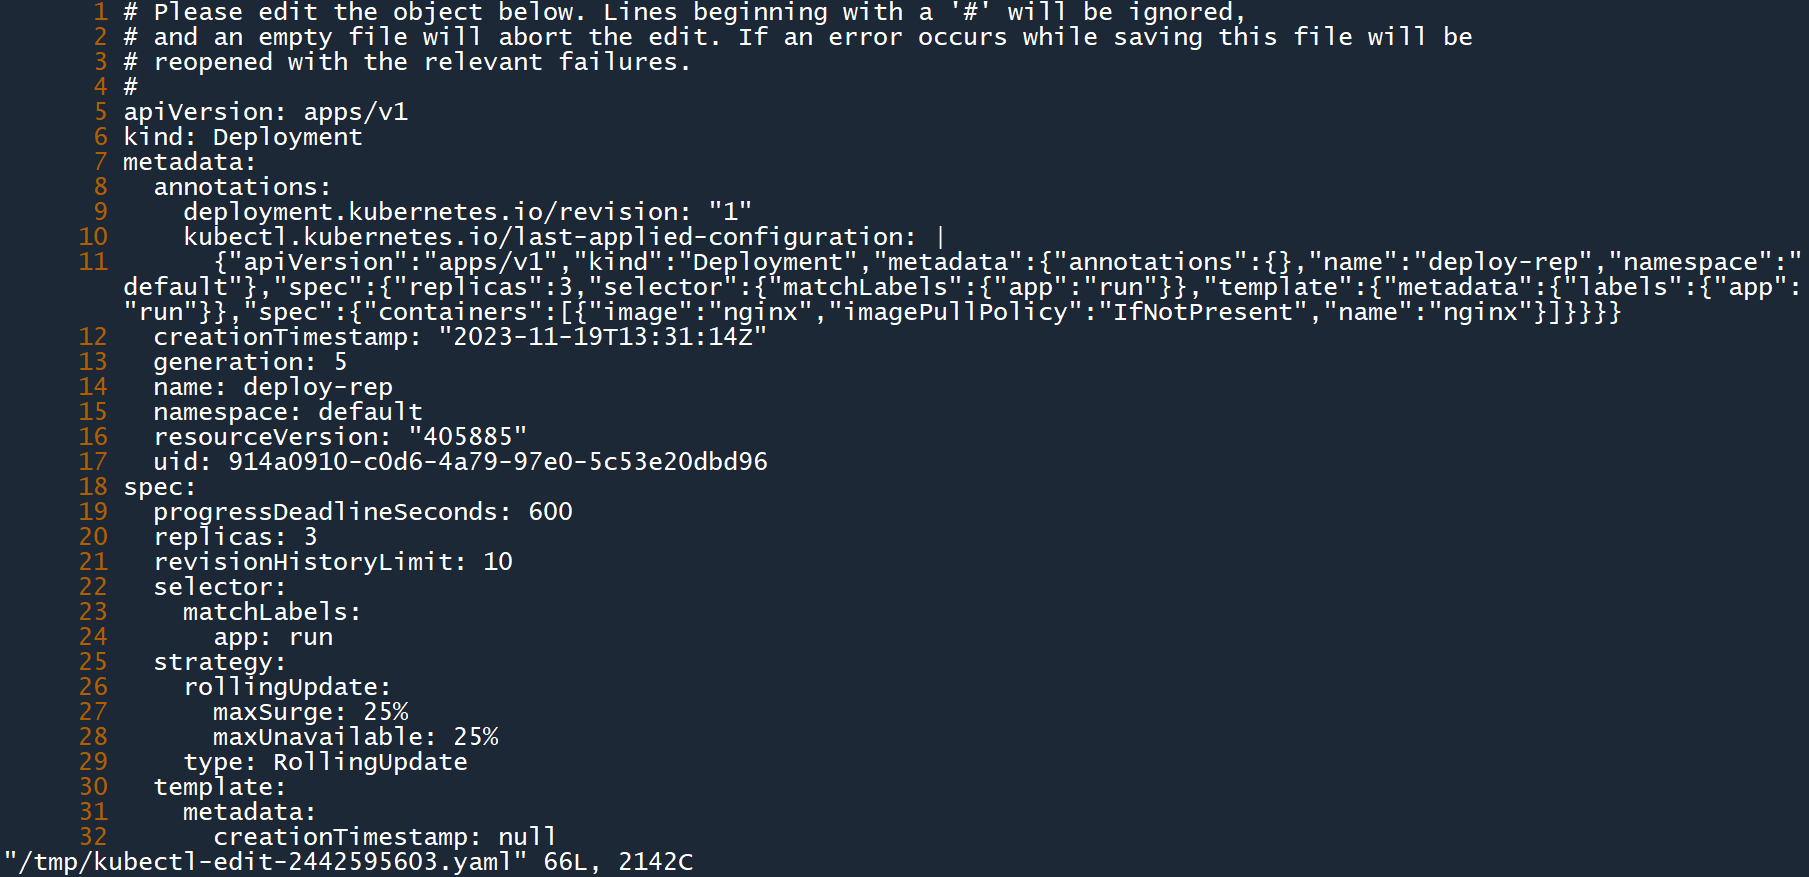 1 # Please edit the object below. Lines beginning with a '#' will be ignored,
2 # and an empty file will abort the edit. If an error occurs while saving this file will be
3 # reopened with the relevant failures.
4 #
5 apiVersion: apps/v1
6 kind: Deployment
7 metadata:
8   annotations:
9     deployment.kubernetes.io/revision: "1"
10     kubectl.kubernetes.io/last-applied-configuration: |
11       {"apiVersion":"apps/v1","kind":"Deployment","metadata":{"annotations":{},"name":"deploy-rep","namespace":"
default"},"spec":{"replicas":3,"selector":{"matchLabels":{"app":"run"}},"template":{"metadata":{"labels":{"app":
"run"}},"spec":{"containers":[{"image":"nginx","imagePullPolicy":"IfNotPresent","name":"nginx"}]}}}}
12   creationTimestamp: "2023-11-19T13:31:14Z"
13   generation: 5
14   name: deploy-rep
15   namespace: default
16   resourceVersion: "405885"
17   uid: 914a0910-c0d6-4a79-97e0-5c53e20dbd96
18 spec:
19   progressDeadlineSeconds: 600
20   replicas: 3
21   revisionHistoryLimit: 10
22   selector:
23     matchLabels:
24       app: run
25   strategy:
26     rollingUpdate:
27       maxSurge: 25%
28       maxUnavailable: 25%
29     type: RollingUpdate
30   template:
31     metadata:
32       creationTimestamp: null
"/tmp/kubectl-edit-2442595603.yaml" 66L, 2142C